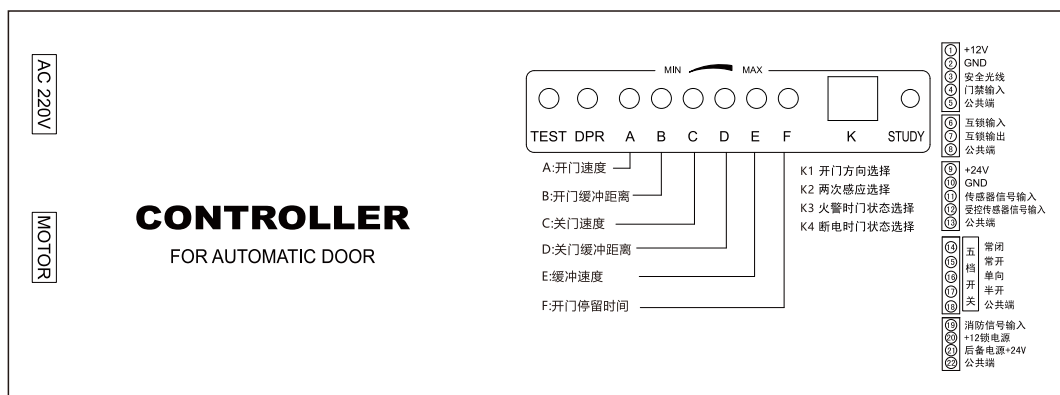 AC 220V
MOTOR
CONTROLLER
FOR AUTOMATIC DOOR
MIN MAX
TEST DPR A B C D E F K STUDY
A:开门速度
B:开门缓冲距离
C:关门速度
D:关门缓冲距离
E:缓冲速度
F:开门停留时间
K1 开门方向选择
K2 两次感应选择
K3 火警时门状态选择
K4 断电时门状态选择
① +12V
② GND
③ 安全光线
④ 门禁输入
⑤ 公共端
⑥ 互锁输入
⑦ 互锁输出
⑧ 公共端
⑨ +24V
⑩ GND
⑪ 传感器信号输入
⑫ 受控传感器信号输入
⑬ 公共端
五档开关
⑭ 常闭
⑮ 常开
⑯ 单向
⑰ 半开
⑱ 公共端
⑲ 消防信号输入
⑳ +12锁电源
㉑ 后备电源+24V
㉒ 公共端